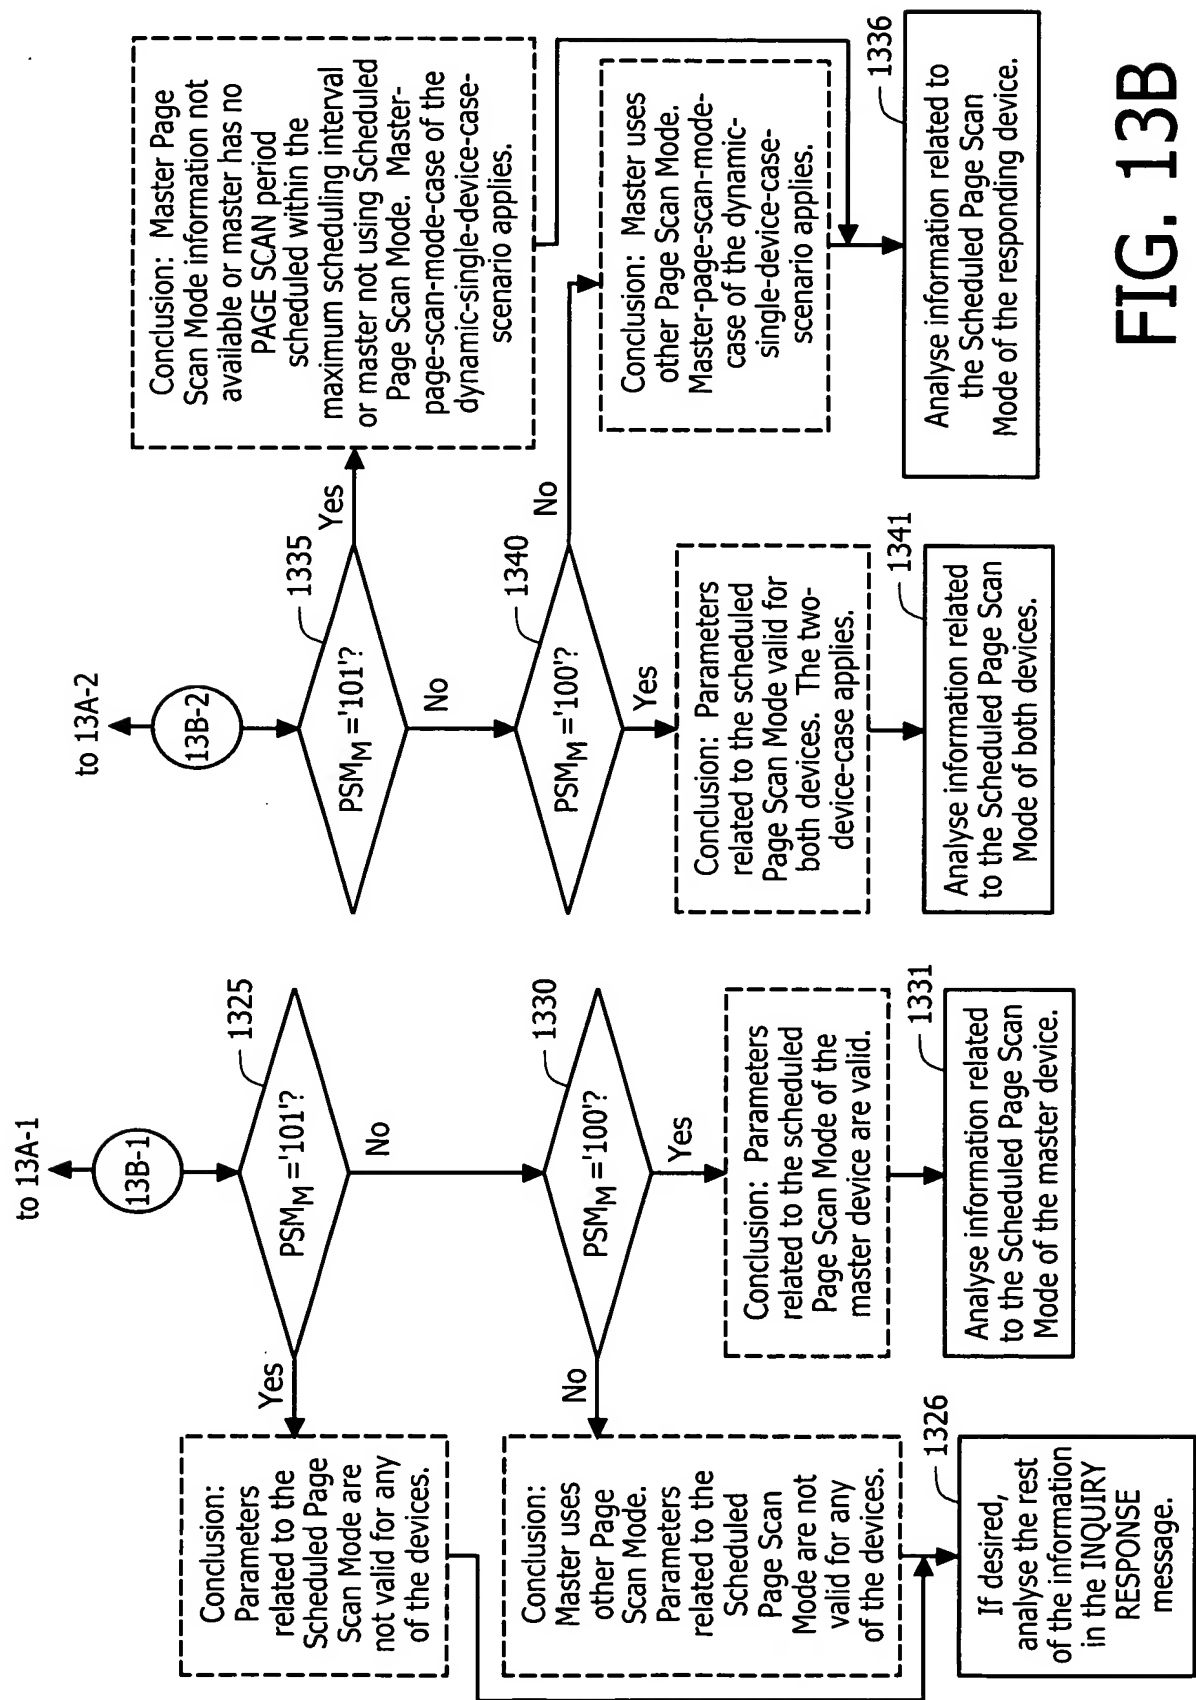 to 13A-1
13B-1
1325
PSMM ='101'?
Yes
No
Conclusion:
Parameters
related to the
Scheduled Page
Scan Mode are
not valid for any
of the devices.
1330
PSMM ='100'?
No
Yes
Conclusion:
Master uses
other Page
Scan Mode.
Parameters
related to the
Scheduled
Page Scan
Mode are not
valid for any
of the devices.
Conclusion: Parameters
related to the scheduled
Page Scan Mode of the
master device are valid.
1326
If desired,
analyse the rest
of the information
in the INQUIRY
RESPONSE
message.
1331
Analyse information related
to the Scheduled Page Scan
Mode of the master device.
to 13A-2
13B-2
1335
PSMM ='101'?
Yes
No
Conclusion: Master Page
Scan Mode information not
available or master has no
PAGE SCAN period
scheduled within the
maximum scheduling interval
or master not using Scheduled
Page Scan Mode. Master-
page-scan-mode-case of the
dynamic-single-device-case-
scenario applies.
1340
PSMM ='100'?
No
Yes
Conclusion: Parameters
related to the scheduled
Page Scan Mode valid for
both devices. The two-
device-case applies.
Conclusion: Master uses
other Page Scan Mode.
Master-page-scan-mode-
case of the dynamic-
single-device-case-
scenario applies.
1341
Analyse information related
to the Scheduled Page Scan
Mode of both devices.
1336
Analyse information related to
the Scheduled Page Scan
Mode of the responding device.
FIG. 13B